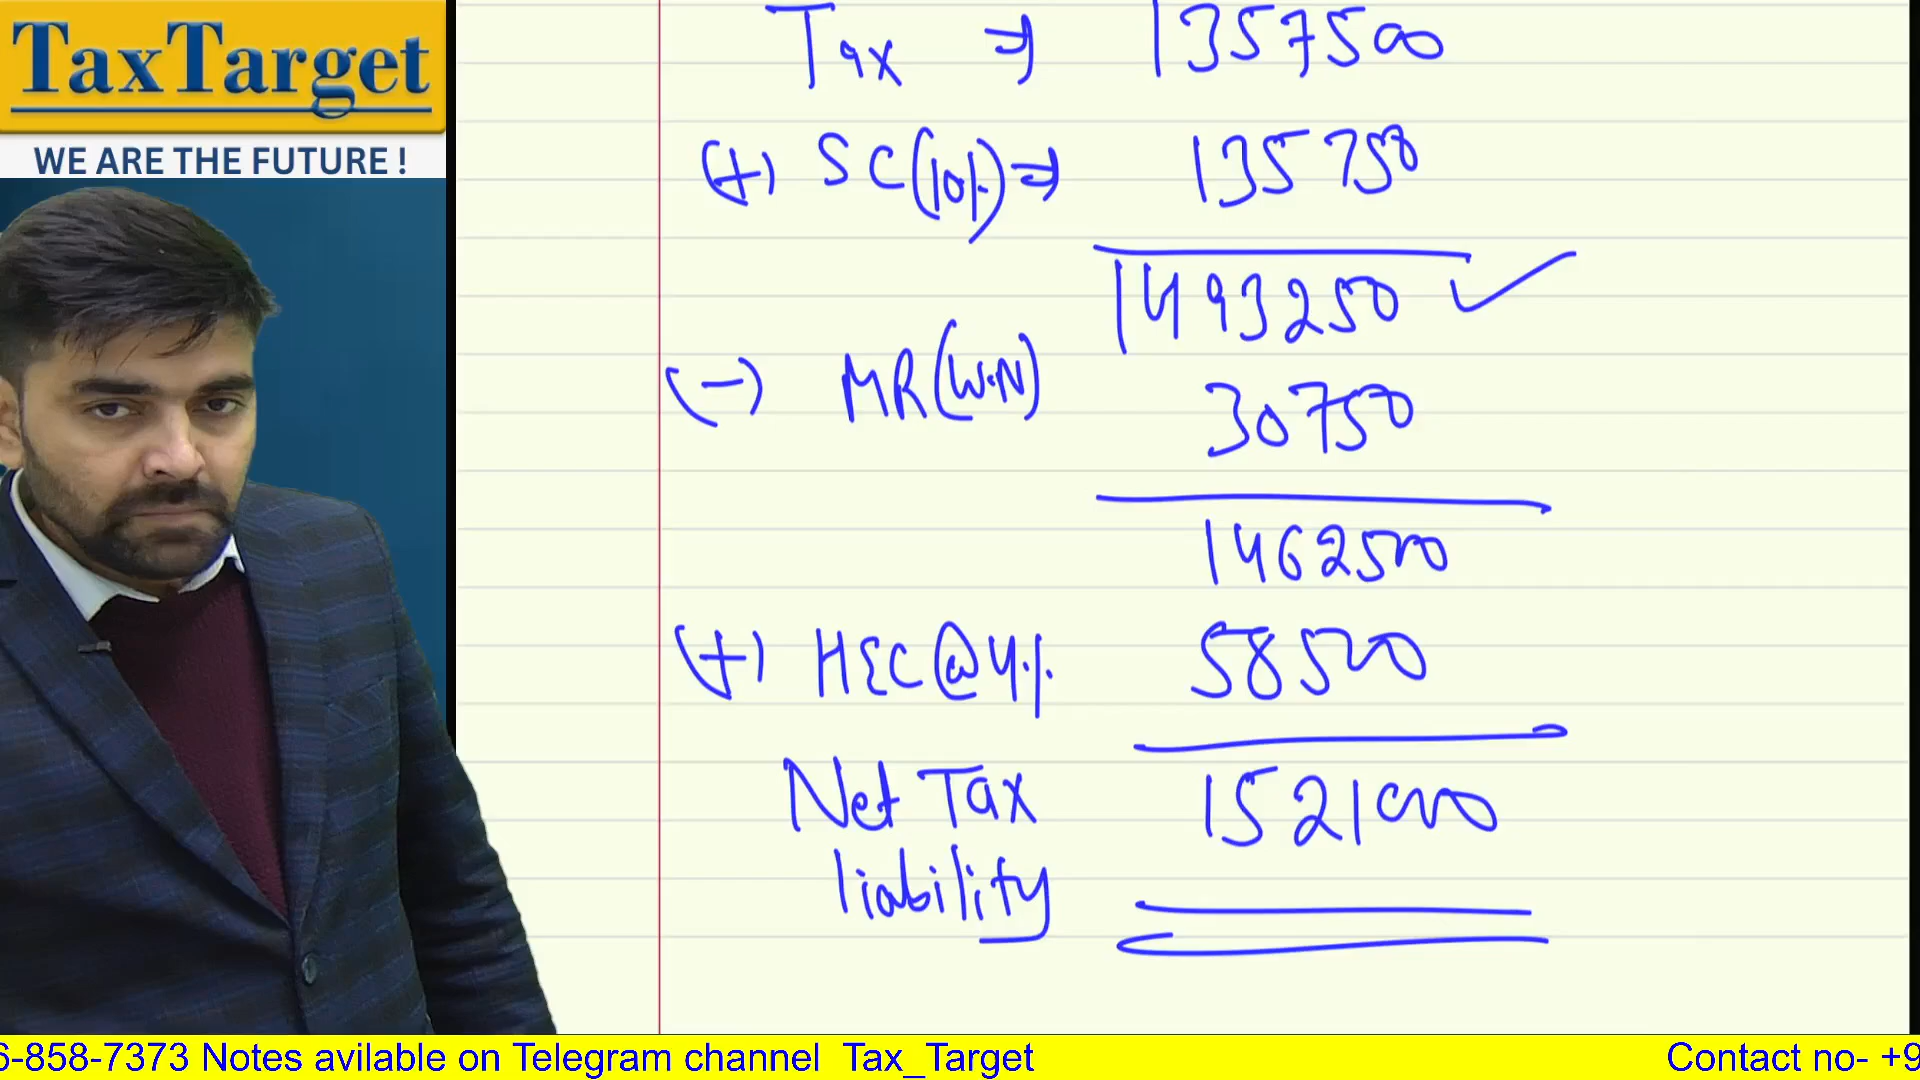 TaxTarget
WE ARE THE FUTURE !
Tax ⇒ 1357500
(+) SC(10%) ⇒ 135750
1493250 ✓
(-) MR(W.N) 30750
1462500
(+) HEC@4% 58500
Net Tax 1521000
liability
6-858-7373 Notes avilable on Telegram channel Tax_Target Contact no- +9